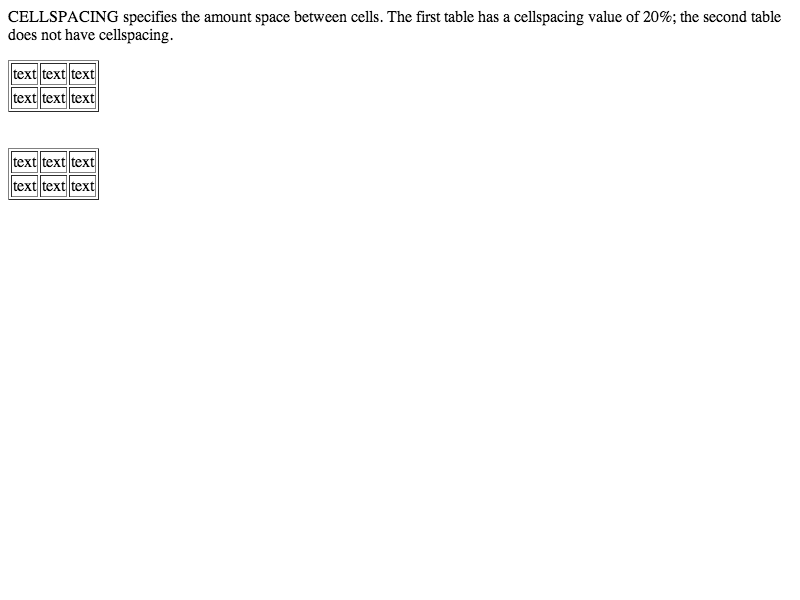 CELLSPACING specifies the amount space between cells. The first table has a cellspacing value of 20%; the second table
does not have cellspacing.
text text text
text text text
text text text
text text text